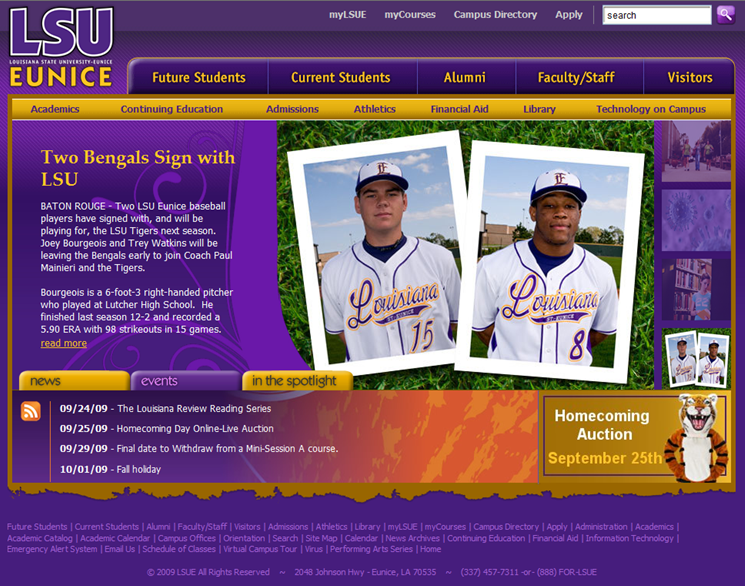 myLSUE myCourses Campus Directory Apply search
LSU
LOUISIANA STATE UNIVERSITY-EUNICE
EUNICE
Future Students Current Students Alumni Faculty/Staff Visitors
Academics Continuing Education Admissions Athletics Financial Aid Library Technology on Campus
Two Bengals Sign with
LSU
BATON ROUGE - Two LSU Eunice baseball
players have signed with, and will be
playing for, the LSU Tigers next season.
Joey Bourgeois and Trey Watkins will be
leaving the Bengals early to join Coach Paul
Mainieri and the Tigers.
Bourgeois is a 6-foot-3 right-handed pitcher
who played at Lutcher High School. He
finished last season 12-2 and recorded a
5.90 ERA with 98 strikeouts in 15 games.
read more
Louisiana
15
Louisiana
8
news events in the spotlight
09/24/09 - The Louisiana Review Reading Series
09/25/09 - Homecoming Day Online-Live Auction
09/29/09 - Final date to Withdraw from a Mini-Session A course.
10/01/09 - Fall holiday
Homecoming
Auction
September 25th
Future Students | Current Students | Alumni | Faculty/Staff | Visitors | Admissions | Athletics | Library | myLSUE | myCourses | Campus Directory | Apply | Administration | Academics |
Academic Catalog | Academic Calendar | Campus Offices | Orientation | Search | Site Map | Calendar | News Archives | Continuing Education | Financial Aid | Information Technology |
Emergency Alert System | Email Us | Schedule of Classes | Virtual Campus Tour | Virus | Performing Arts Series | Home
© 2009 LSUE All Rights Reserved ~ 2048 Johnson Hwy - Eunice, LA 70535 ~ (337) 457-7311 -or- (888) FOR-LSUE